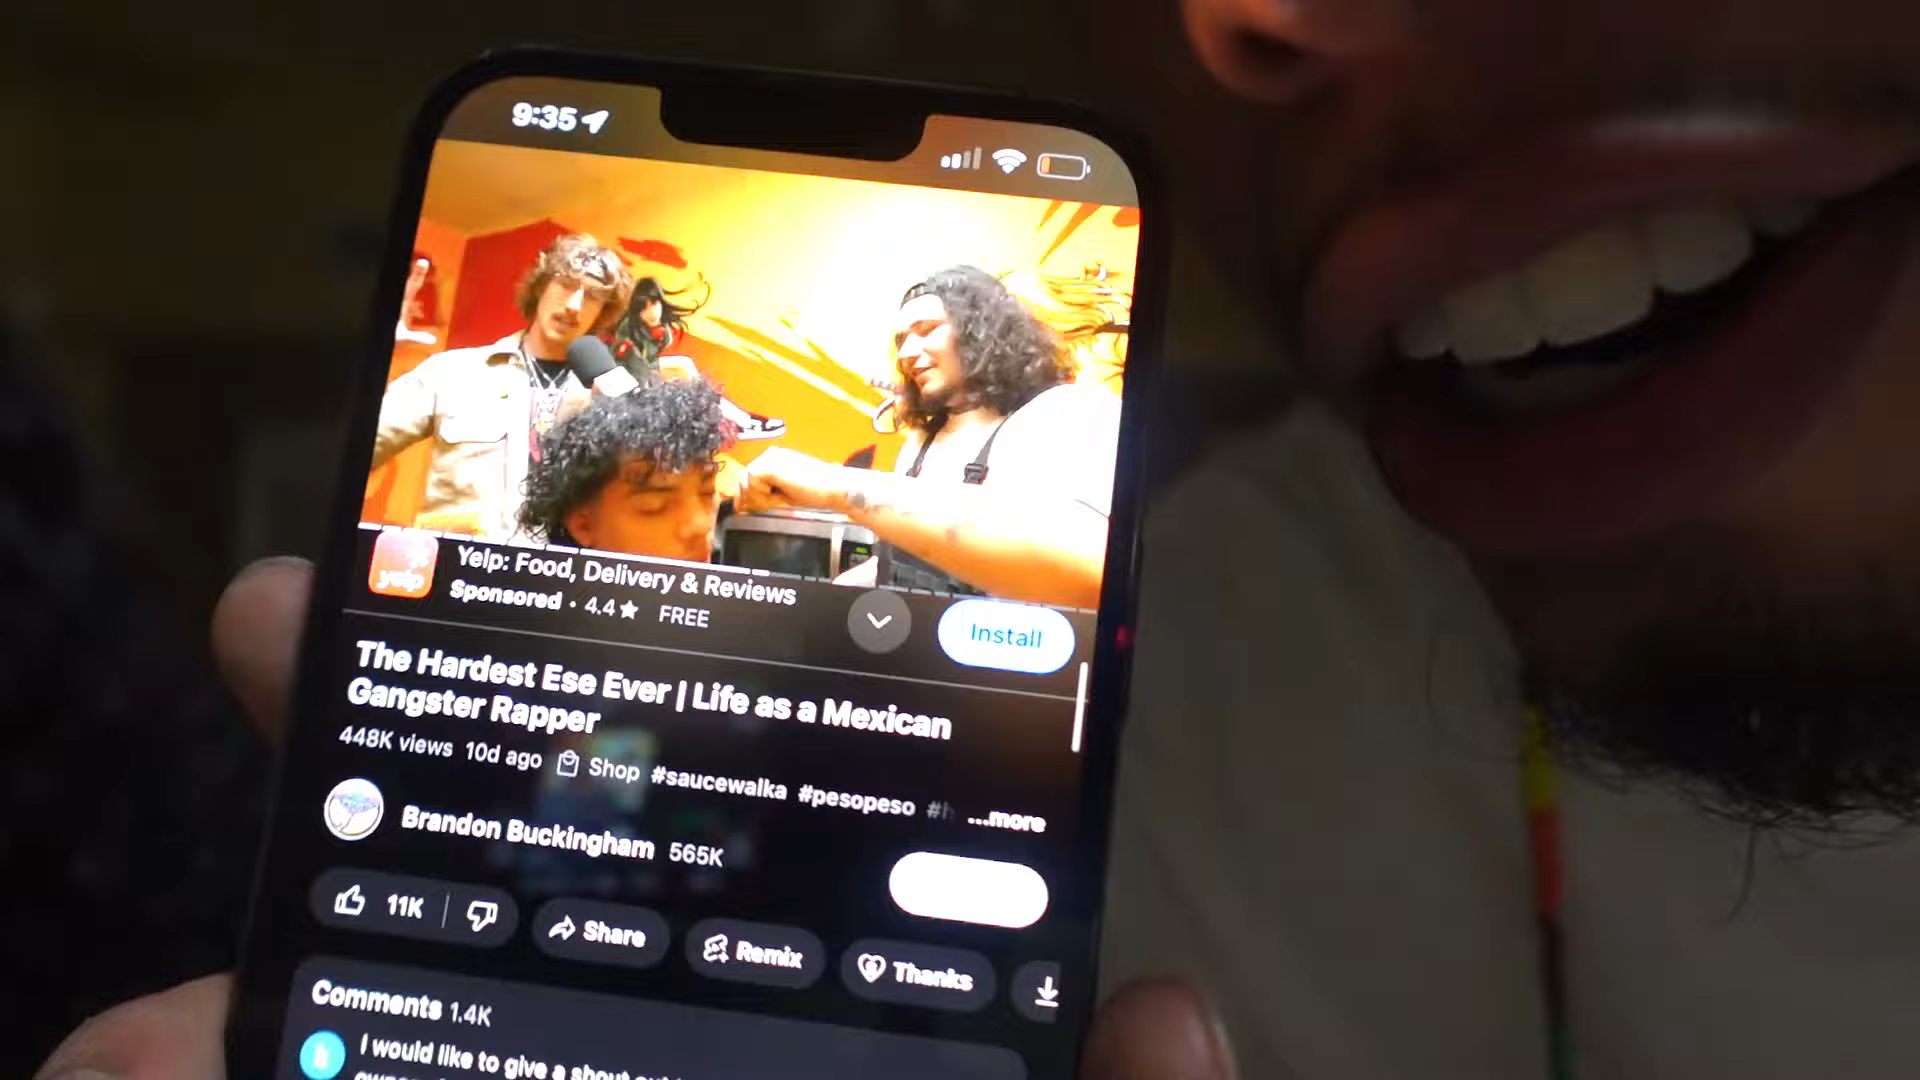 9:35
yelp
Yelp: Food, Delivery & Reviews
Sponsored • 4.4★ FREE
Install
The Hardest Ese Ever | Life as a Mexican
Gangster Rapper
448K views 10d ago Shop #saucewalka #pesopeso #h ...more
Brandon Buckingham 565K
11K
Share
Remix
Thanks
Comments 1.4K
I would like to give a